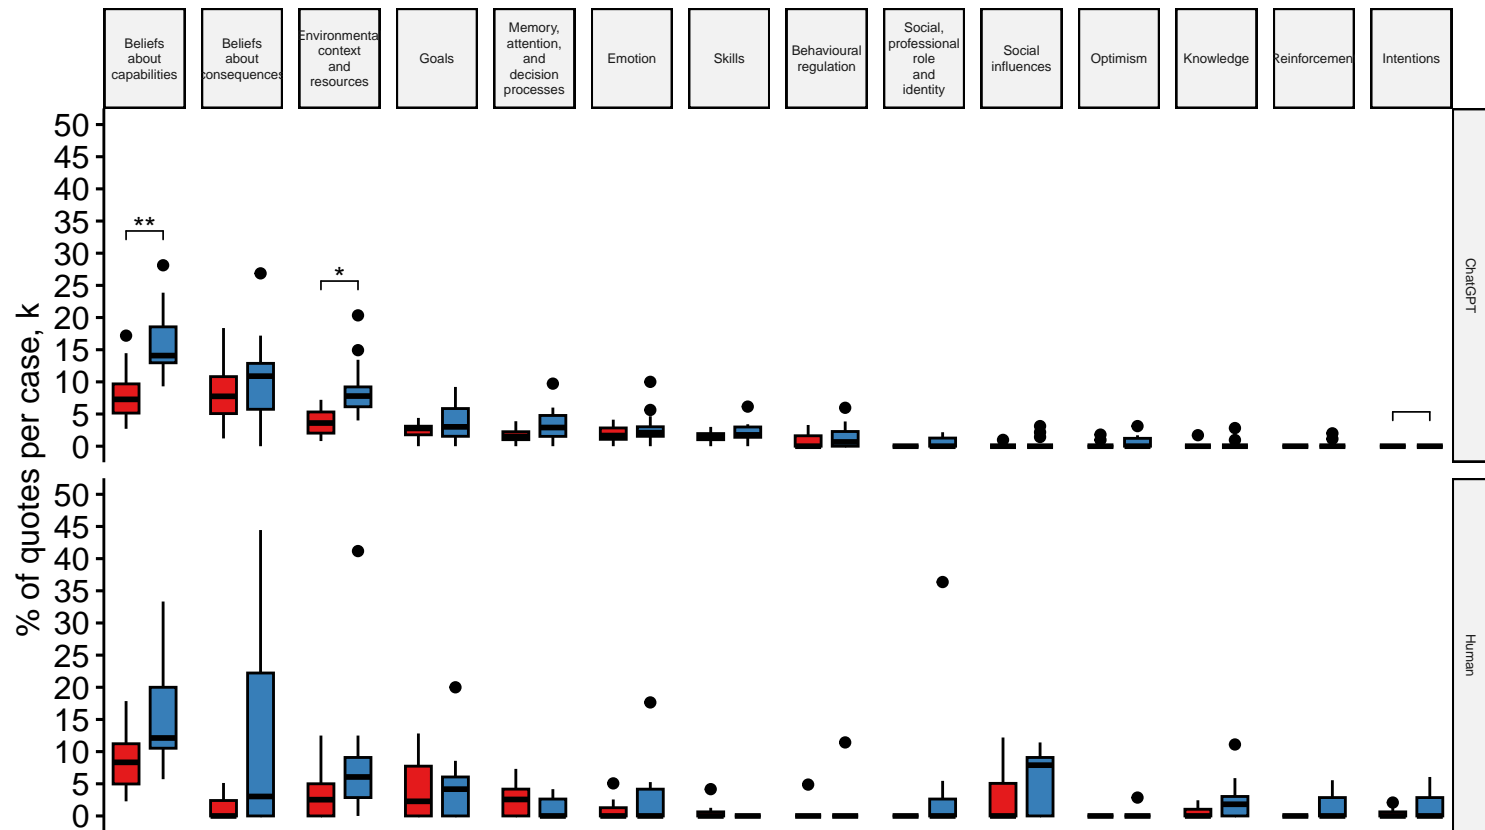 Beliefs
about
capabilities
Beliefs
about
consequences
Environmental
context
and
resources
Goals
Memory,
attention,
and
decision
processes
Emotion
Skills
Behavioural
regulation
Social,
professional
role
and
identity
Social
influences
Optimism
Knowledge
Reinforcemen
Intentions
% of quotes per case, k
50
45
40
35
30
25
20
15
10
5
0
**
*
ChatGPT
50
45
40
35
30
25
20
15
10
5
0
Human